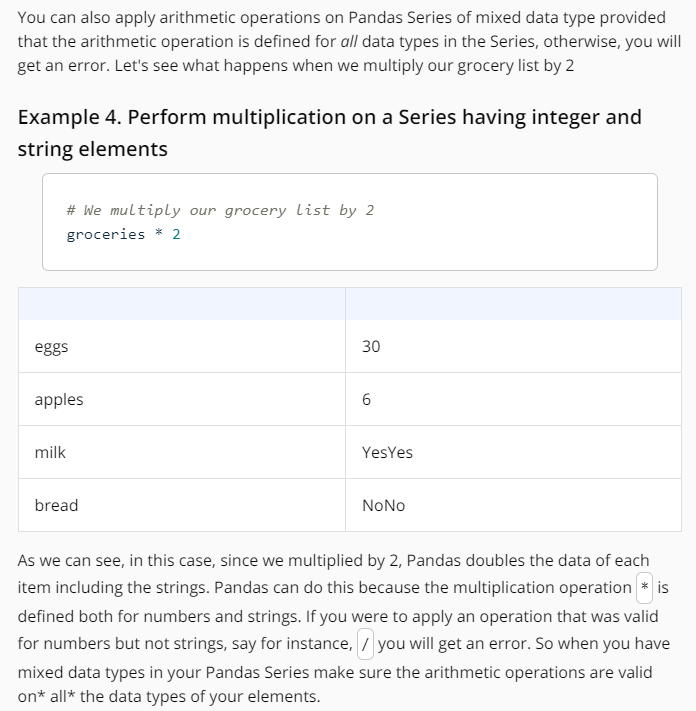 You can also apply arithmetic operations on Pandas Series of mixed data type provided
that the arithmetic operation is defined for all data types in the Series, otherwise, you will
get an error. Let's see what happens when we multiply our grocery list by 2
Example 4. Perform multiplication on a Series having integer and
string elements
# We multiply our grocery list by 2
groceries * 2
eggs 30
apples 6
milk YesYes
bread NoNo
As we can see, in this case, since we multiplied by 2, Pandas doubles the data of each
item including the strings. Pandas can do this because the multiplication operation * is
defined both for numbers and strings. If you were to apply an operation that was valid
for numbers but not strings, say for instance, / you will get an error. So when you have
mixed data types in your Pandas Series make sure the arithmetic operations are valid
on* all* the data types of your elements.